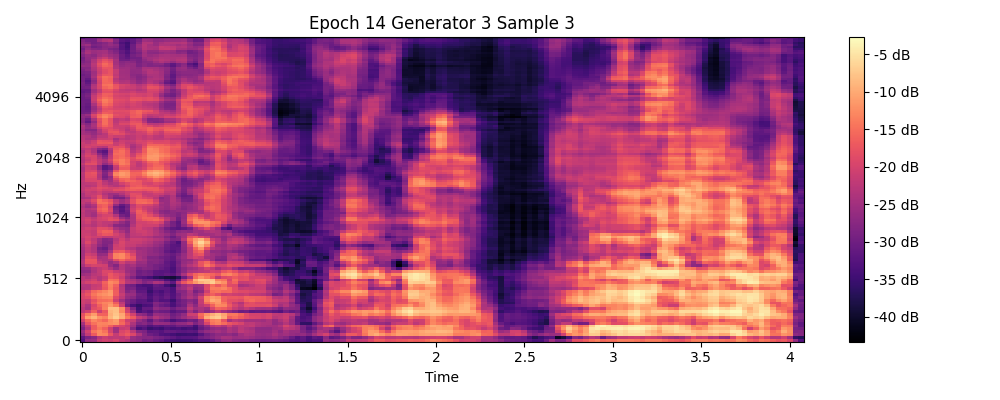 Epoch 14 Generator 3 Sample 3
Hz
4096
2048
1024
512
0
0 0.5 1 1.5 2 2.5 3 3.5 4
Time
-5 dB
-10 dB
-15 dB
-20 dB
-25 dB
-30 dB
-35 dB
-40 dB